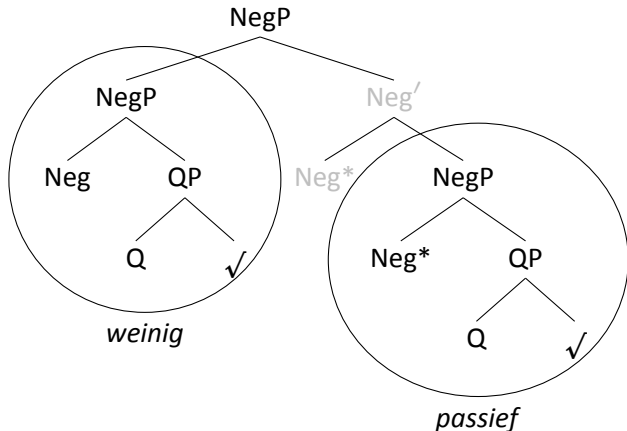 NegP
NegP Neg′
Neg QP Neg* NegP
Q √ Neg* QP
weinig Q √
passief